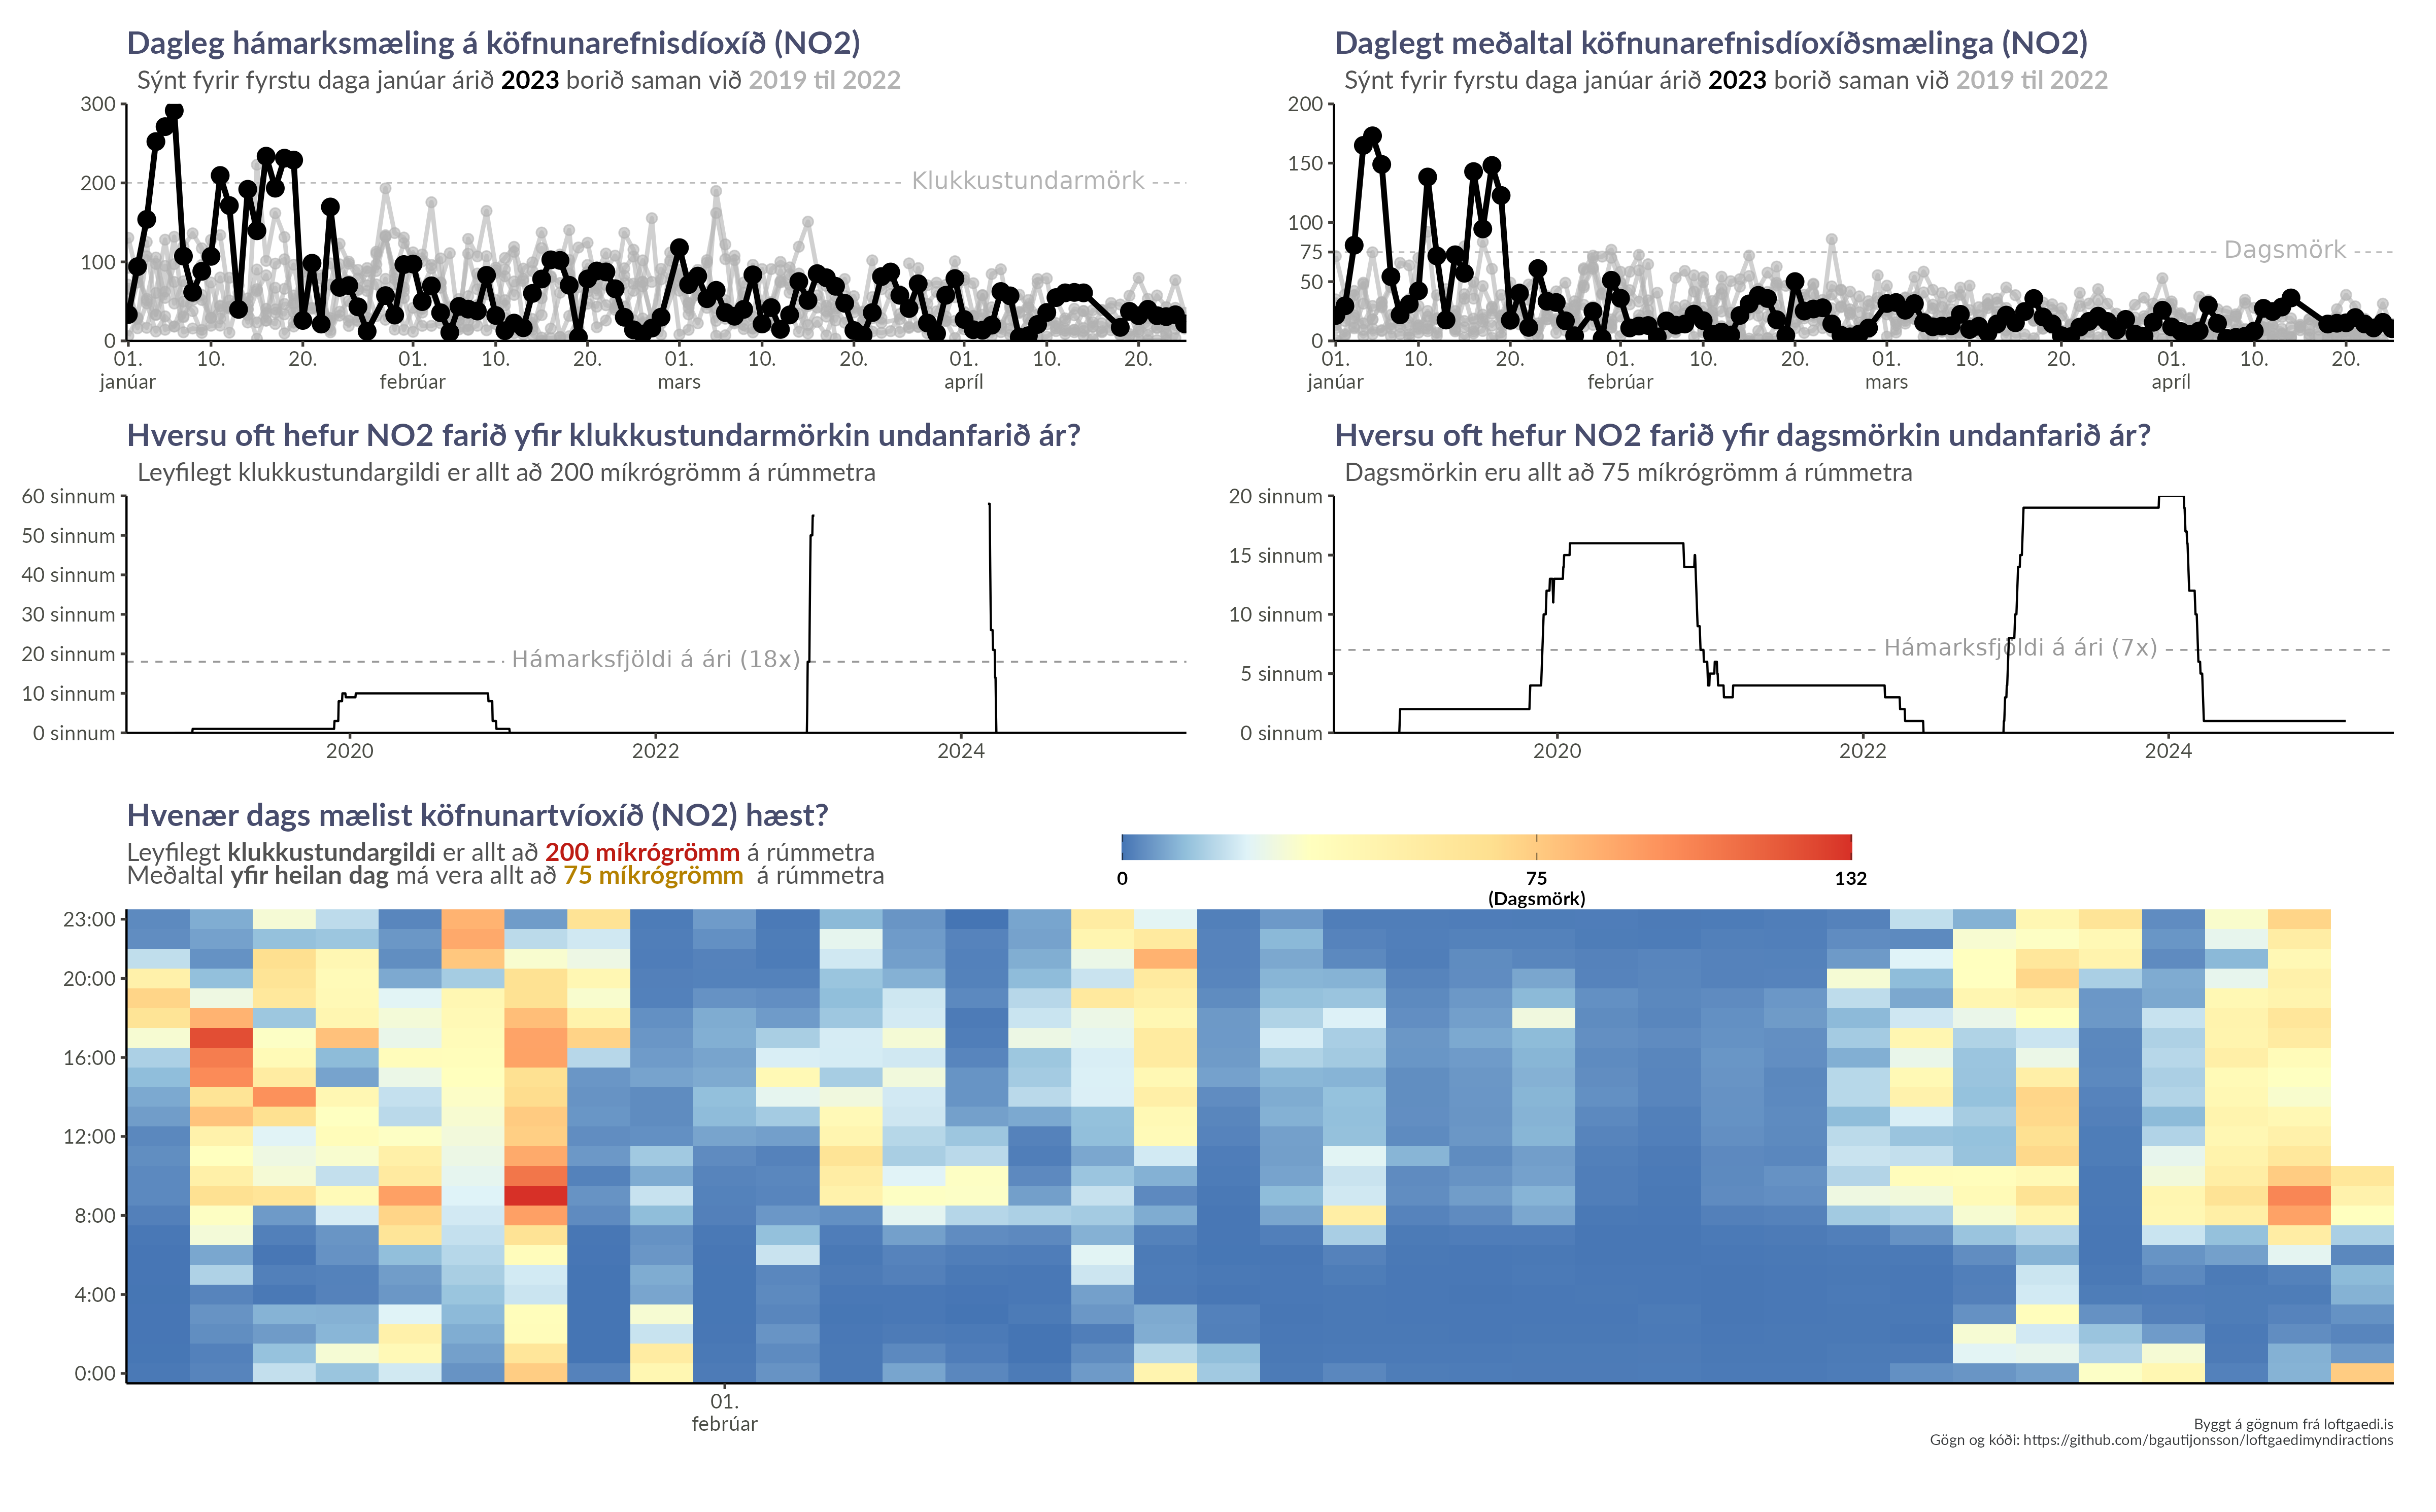 Dagleg hámarksmæling á köfnunarefnisdíoxíð (NO2)
Sýnt fyrir fyrstu daga janúar árið 2023 borið saman við 2019 til 2022
300
200
100
0
Klukkustundarmörk
01. 10. 20. 01. 10. 20. 01. 10. 20. 01. 10. 20.
janúar febrúar mars apríl
Daglegt meðaltal köfnunarefnisdíoxíðsmælinga (NO2)
Sýnt fyrir fyrstu daga janúar árið 2023 borið saman við 2019 til 2022
200
150
100
75
50
0
Dagsmörk
01. 10. 20. 01. 10. 20. 01. 10. 20. 01. 10. 20.
janúar febrúar mars apríl
Hversu oft hefur NO2 farið yfir klukkustundarmörkin undanfarið ár?
Leyfilegt klukkustundargildi er allt að 200 míkrógrömm á rúmmetra
60 sinnum
50 sinnum
40 sinnum
30 sinnum
20 sinnum
10 sinnum
0 sinnum
Hámarksfjöldi á ári (18x)
2020 2022 2024
Hversu oft hefur NO2 farið yfir dagsmörkin undanfarið ár?
Dagsmörkin eru allt að 75 míkrógrömm á rúmmetra
20 sinnum
15 sinnum
10 sinnum
5 sinnum
0 sinnum
Hámarksfjöldi á ári (7x)
2020 2022 2024
Hvenær dags mælist köfnunartvíoxíð (NO2) hæst?
Leyfilegt klukkustundargildi er allt að 200 míkrógrömm á rúmmetra
Meðaltal yfir heilan dag má vera allt að 75 míkrógrömm á rúmmetra
0 75 132
(Dagsmörk)
23:00
20:00
16:00
12:00
8:00
4:00
0:00
01.
febrúar
Byggt á gögnum frá loftgaedi.is
Gögn og kóði: https://github.com/bgautijonsson/loftgaedimyndiractions